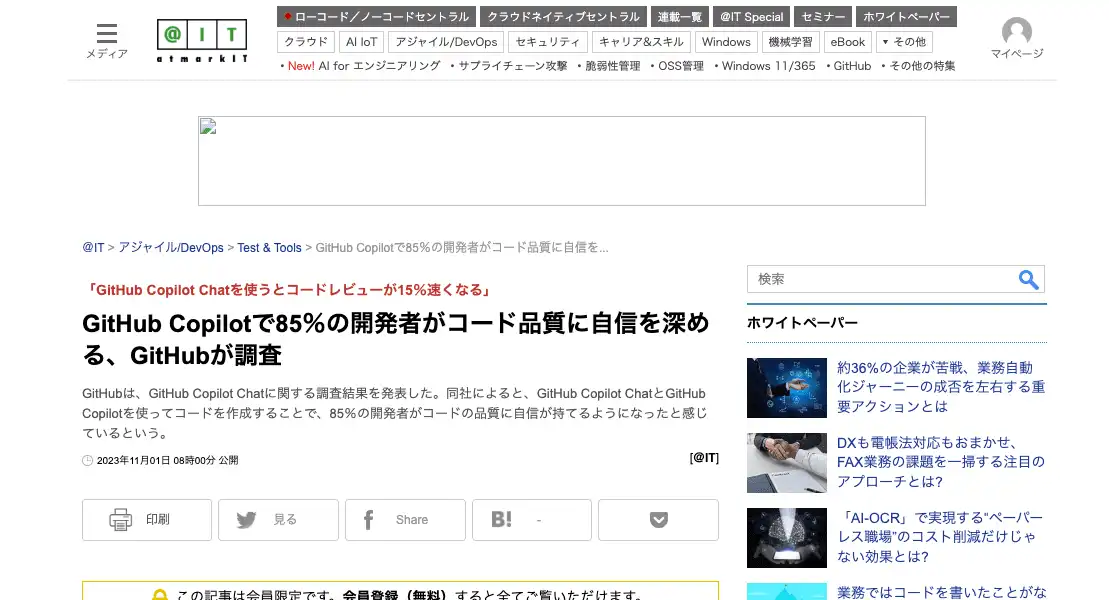 メディア
@IT
atmarkIT
ローコード／ノーコードセントラル クラウドネイティブセントラル 連載一覧 @IT Special セミナー ホワイトペーパー
クラウド AI IoT アジャイル/DevOps セキュリティ キャリア&スキル Windows 機械学習 eBook ▼ その他
・New! AI for エンジニアリング ・サプライチェーン攻撃 ・脆弱性管理 ・OSS管理 ・Windows 11/365 ・GitHub ・その他の特集
マイページ
@IT > アジャイル/DevOps > Test & Tools > GitHub Copilotで85％の開発者がコード品質に自信を...
「GitHub Copilot Chatを使うとコードレビューが15％速くなる」
GitHub Copilotで85％の開発者がコード品質に自信を深め
る、GitHubが調査
GitHubは、GitHub Copilot Chatに関する調査結果を発表した。同社によると、GitHub Copilot ChatとGitHub
Copilotを使ってコードを作成することで、85％の開発者がコードの品質に自信が持てるようになったと感じ
ているという。
2023年11月01日 08時00分 公開
[@IT]
印刷 見る Share B! -
この記事は会員限定です。会員登録（無料）すると全てご覧いただけます。
検索
ホワイトペーパー
約36%の企業が苦戦、業務自動
化ジャーニーの成否を左右する重
要アクションとは
DXも電帳法対応もおまかせ、
FAX業務の課題を一掃する注目の
アプローチとは?
「AI-OCR」で実現する“ペーパー
レス職場”のコスト削減だけじゃ
ない効果とは?
業務ではコードを書いたことがな